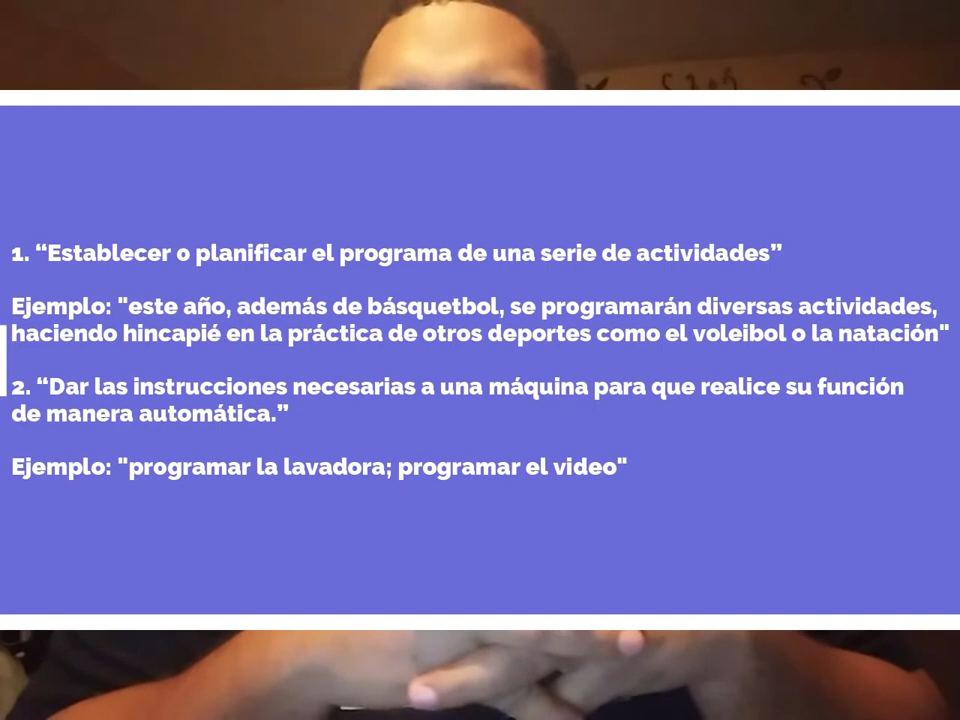 1. “Establecer o planificar el programa de una serie de actividades”
Ejemplo: "este año, además de básquetbol, se programarán diversas actividades,
haciendo hincapié en la práctica de otros deportes como el voleibol o la natación"
2. “Dar las instrucciones necesarias a una máquina para que realice su función
de manera automática.”
Ejemplo: "programar la lavadora; programar el video"